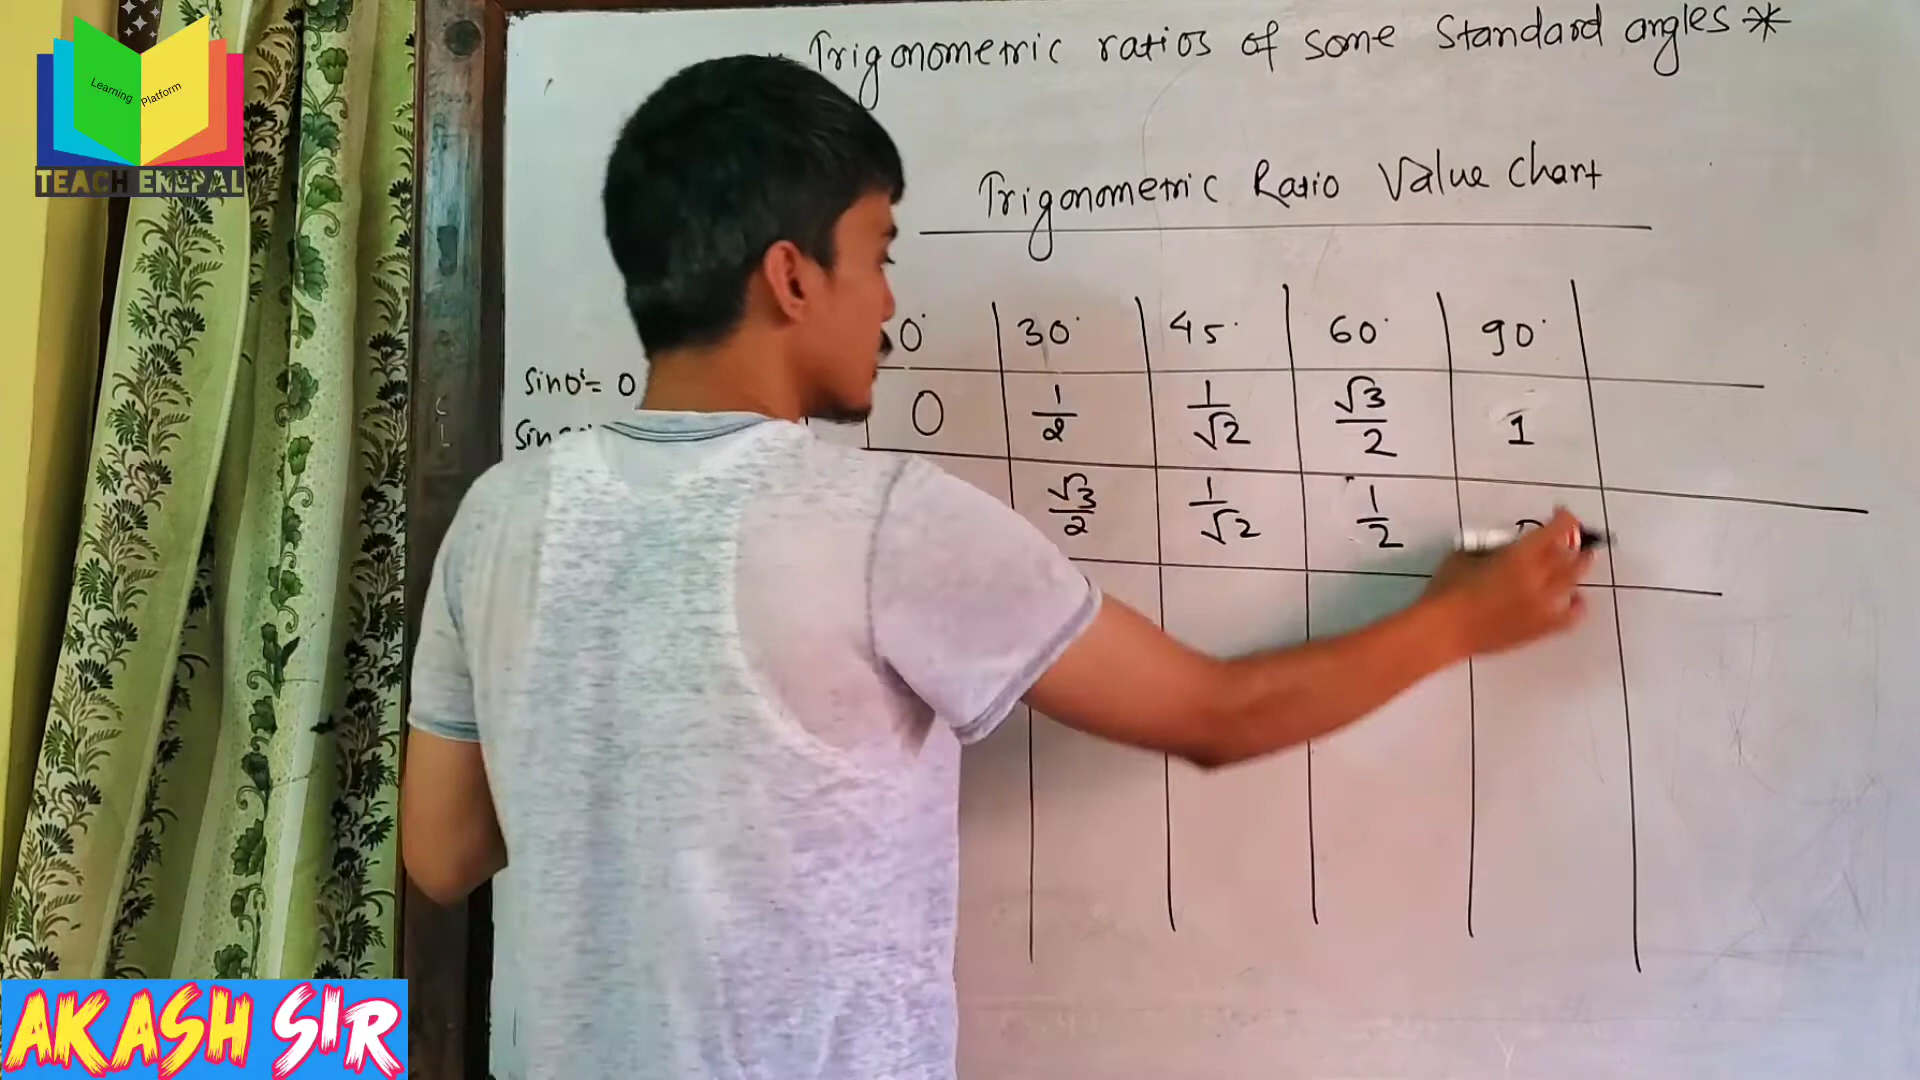 Learning Platform
TEACH ENEPAL
Trigonometric ratios of some Standard angles *
Trigonometric Ratio Value Chart
0° 30° 45° 60° 90°
sin0° = 0
0 1/2 1/√2 √3/2 1
sin
√3/2 1/√2 1/2
AKASH SIR